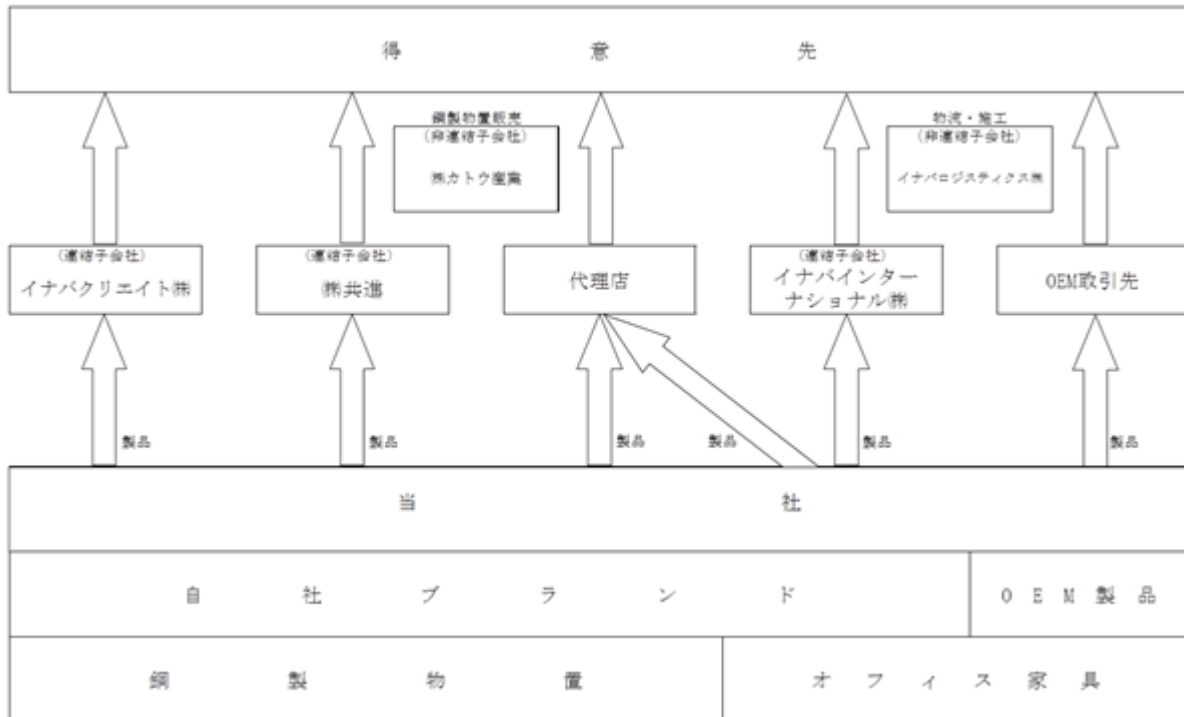 得意先
鋼製物置販売
(非連結子会社)
㈱カトウ産業
物流・施工
(非連結子会社)
イナバロジスティクス㈱
(連結子会社)
イナバクリエイト㈱
(連結子会社)
㈱共進
代理店
(連結子会社)
イナバインター
ナショナル㈱
OEM取引先
製品
製品
製品
製品
製品
製品
当社
自社ブランド
OEM製品
鋼製物置
オフィス家具